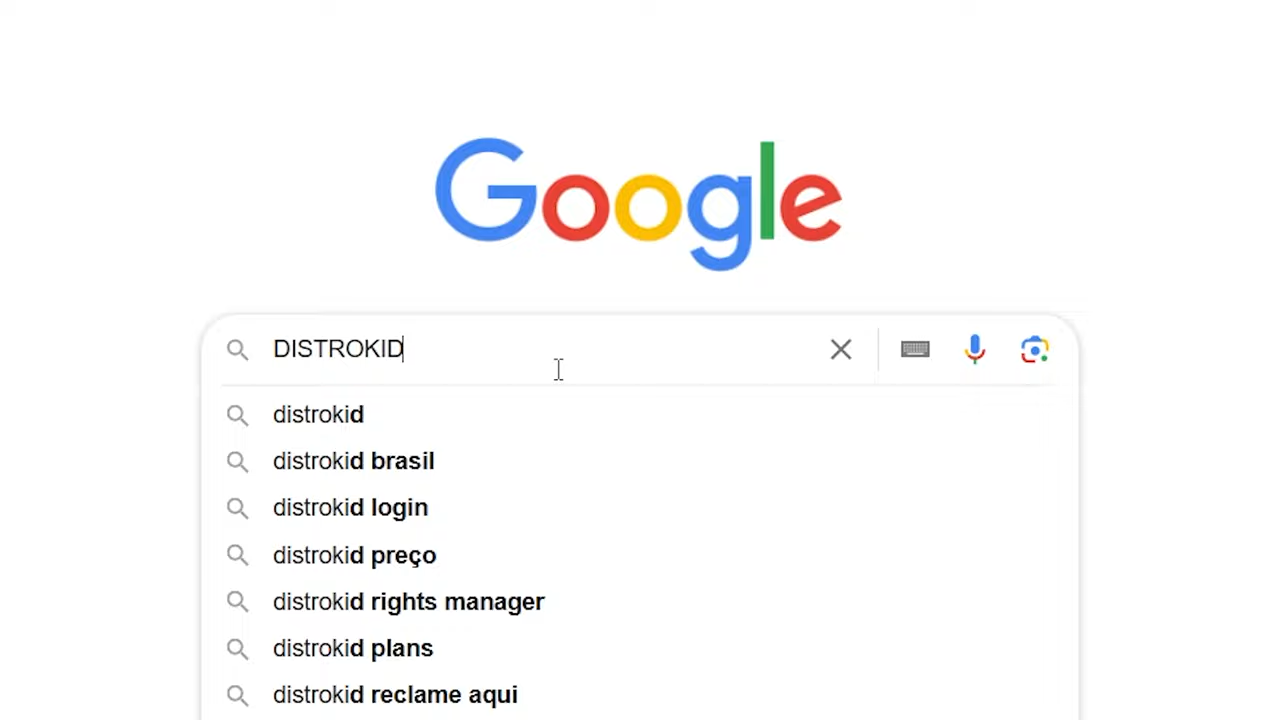 Google
DISTROKID
distrokid
distrokid brasil
distrokid login
distrokid preço
distrokid rights manager
distrokid plans
distrokid reclame aqui